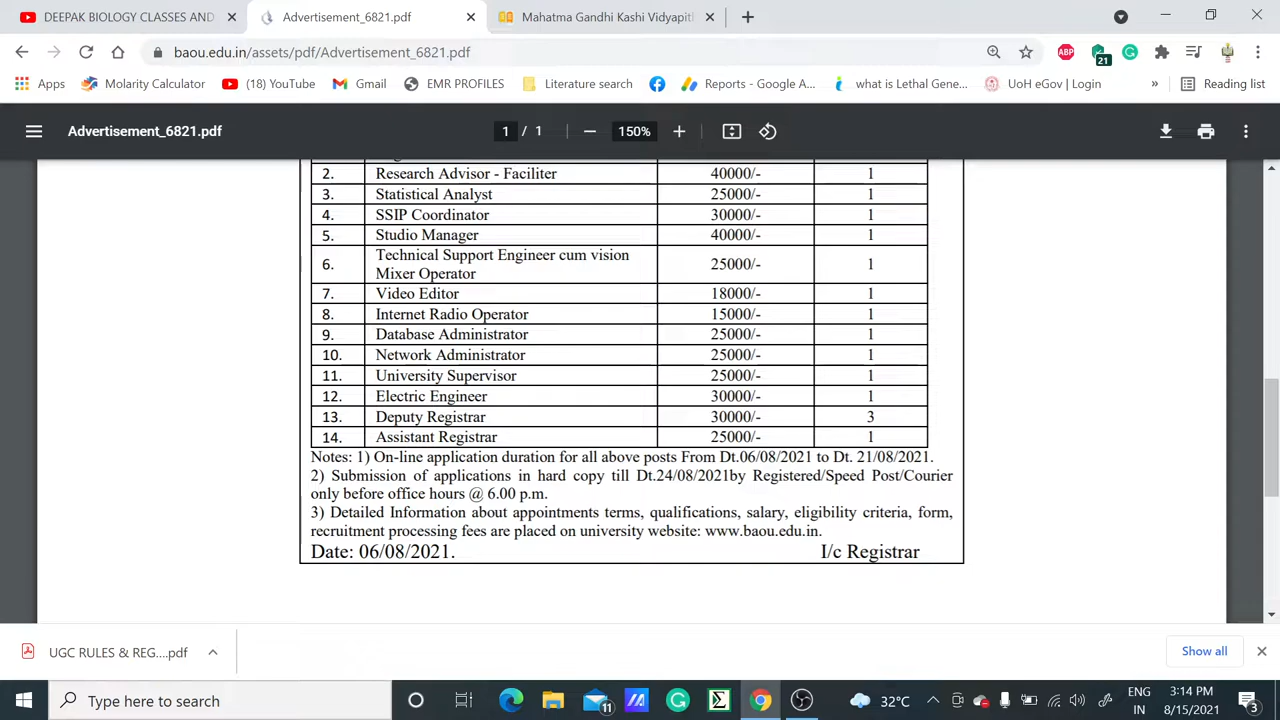 DEEPAK BIOLOGY CLASSES AND
Advertisement_6821.pdf
Mahatma Gandhi Kashi Vidyapith
baou.edu.in/assets/pdf/Advertisement_6821.pdf
ABP
21
Apps
Molarity Calculator
(18) YouTube
Gmail
EMR PROFILES
Literature search
Reports - Google A...
what is Lethal Gene...
UoH eGov | Login
»
Reading list
Advertisement_6821.pdf
1 / 1
150%
2. Research Advisor - Faciliter 40000/- 1
3. Statistical Analyst 25000/- 1
4. SSIP Coordinator 30000/- 1
5. Studio Manager 40000/- 1
6. Technical Support Engineer cum vision
Mixer Operator 25000/- 1
7. Video Editor 18000/- 1
8. Internet Radio Operator 15000/- 1
9. Database Administrator 25000/- 1
10. Network Administrator 25000/- 1
11. University Supervisor 25000/- 1
12. Electric Engineer 30000/- 1
13. Deputy Registrar 30000/- 3
14. Assistant Registrar 25000/- 1
Notes: 1) On-line application duration for all above posts From Dt.06/08/2021 to Dt. 21/08/2021.
2) Submission of applications in hard copy till Dt.24/08/2021by Registered/Speed Post/Courier
only before office hours @ 6.00 p.m.
3) Detailed Information about appointments terms, qualifications, salary, eligibility criteria, form,
recruitment processing fees are placed on university website: www.baou.edu.in.
Date: 06/08/2021. I/c Registrar
UGC RULES & REG....pdf
Show all
Type here to search
11
32°C
ENG
IN
3:14 PM
8/15/2021
3